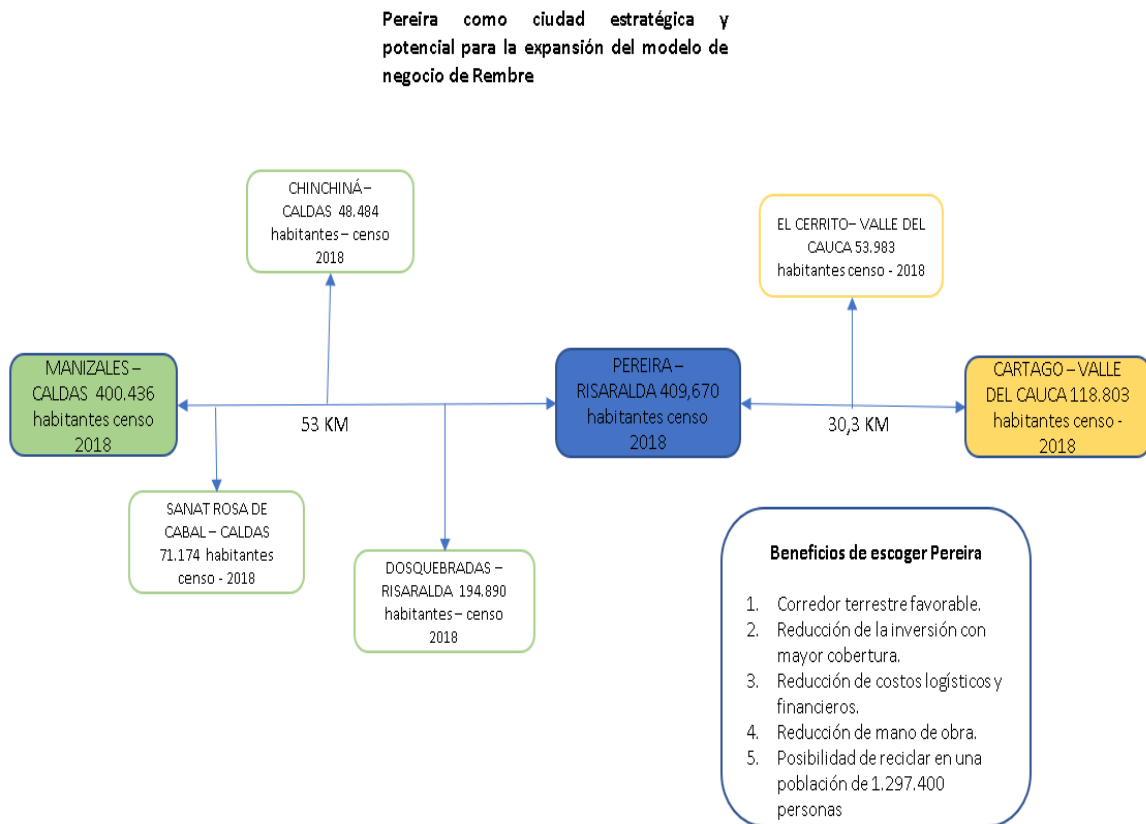 Pereira como ciudad estratégica y
potencial para la expansión del modelo de
negocio de Rembre
CHINCHINÁ –
CALDAS 48.484
habitantes – censo
2018
EL CERRITO– VALLE DEL
CAUCA 53.983
habitantes censo - 2018
MANIZALES –
CALDAS 400.436
habitantes censo
2018
53 KM
PEREIRA –
RISARALDA 409,670
habitantes censo
2018
30,3 KM
CARTAGO – VALLE
DEL CAUCA 118.803
habitantes censo -
2018
SANAT ROSA DE
CABAL – CALDAS
71.174 habitantes
censo - 2018
DOSQUEBRADAS –
RISARALDA 194.890
habitantes – censo
2018
Beneficios de escoger Pereira
1. Corredor terrestre favorable.
2. Reducción de la inversión con
mayor cobertura.
3. Reducción de costos logísticos y
financieros.
4. Reducción de mano de obra.
5. Posibilidad de reciclar en una
población de 1.297.400
personas